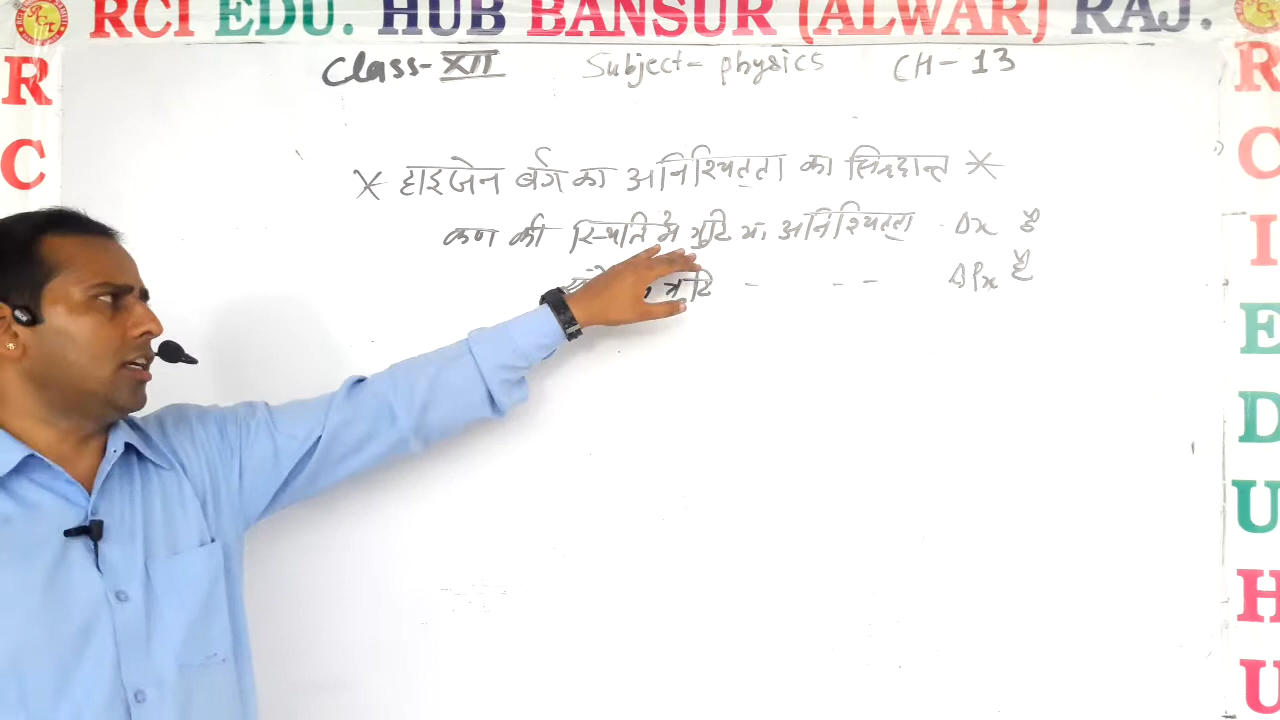 RCI EDU. HUB BANSUR (ALWAR) RAJ.
Class-XII Subject- physics CH-13
* हाइजेन बर्ग का अनिश्चितता का सिद्धान्त *
कण की स्थिति में त्रुटि या अनिश्चितता - Δx है
त्रुटि - - - ΔPx है
R
C
R
C
I
E
D
U
H
U